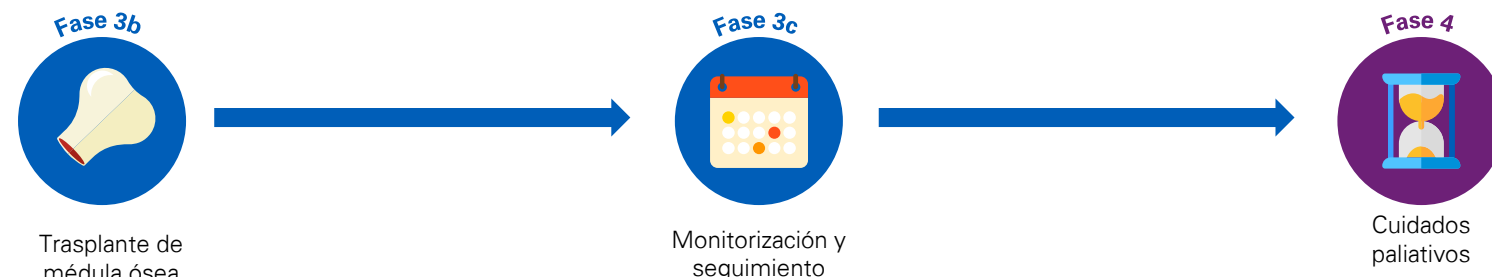 Fase 3b
Fase 3c
Fase 4
Trasplante de
médula ósea
Monitorización y
seguimiento
Cuidados
paliativos